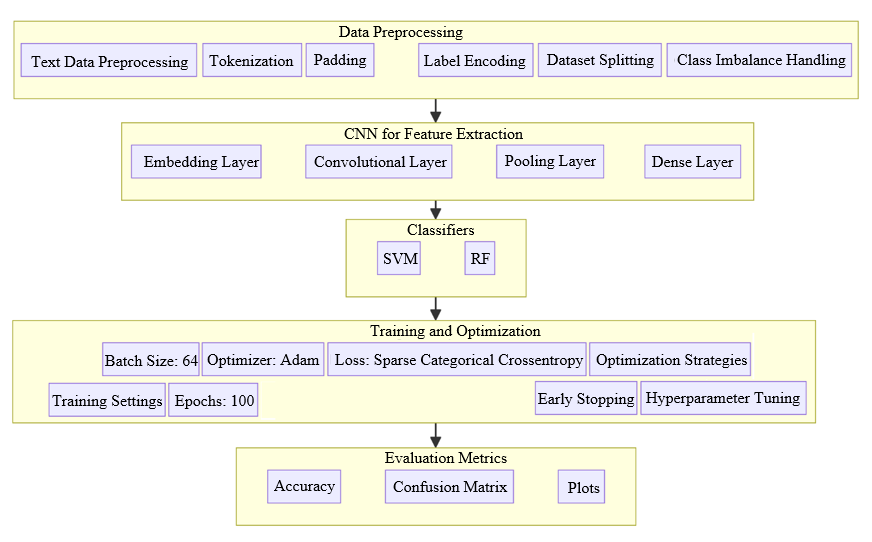 Data Preprocessing
Text Data Preprocessing Tokenization Padding Label Encoding Dataset Splitting Class Imbalance Handling
CNN for Feature Extraction
Embedding Layer Convolutional Layer Pooling Layer Dense Layer
Classifiers
SVM RF
Training and Optimization
Batch Size: 64 Optimizer: Adam Loss: Sparse Categorical Crossentropy Optimization Strategies
Training Settings Epochs: 100 Early Stopping Hyperparameter Tuning
Evaluation Metrics
Accuracy Confusion Matrix Plots